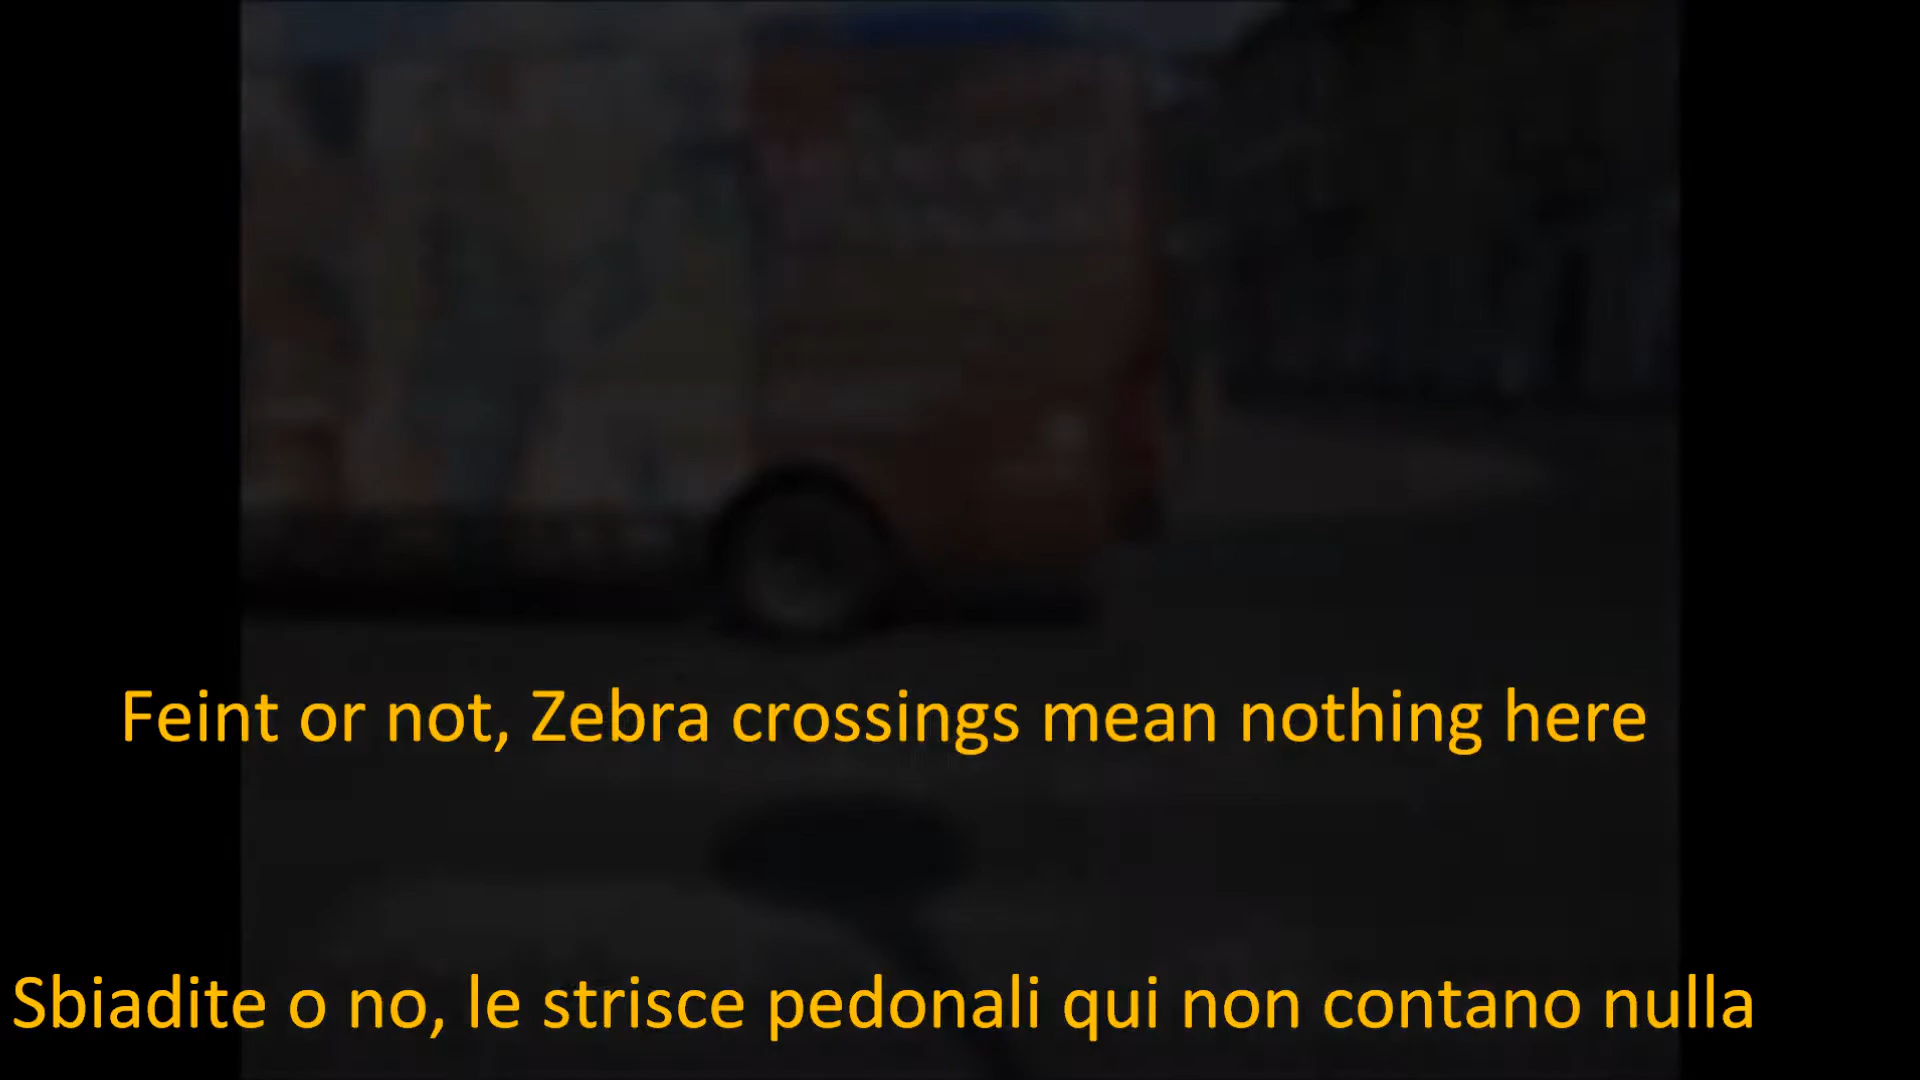 Feint or not, Zebra crossings mean nothing here
Sbiadite o no, le strisce pedonali qui non contano nulla